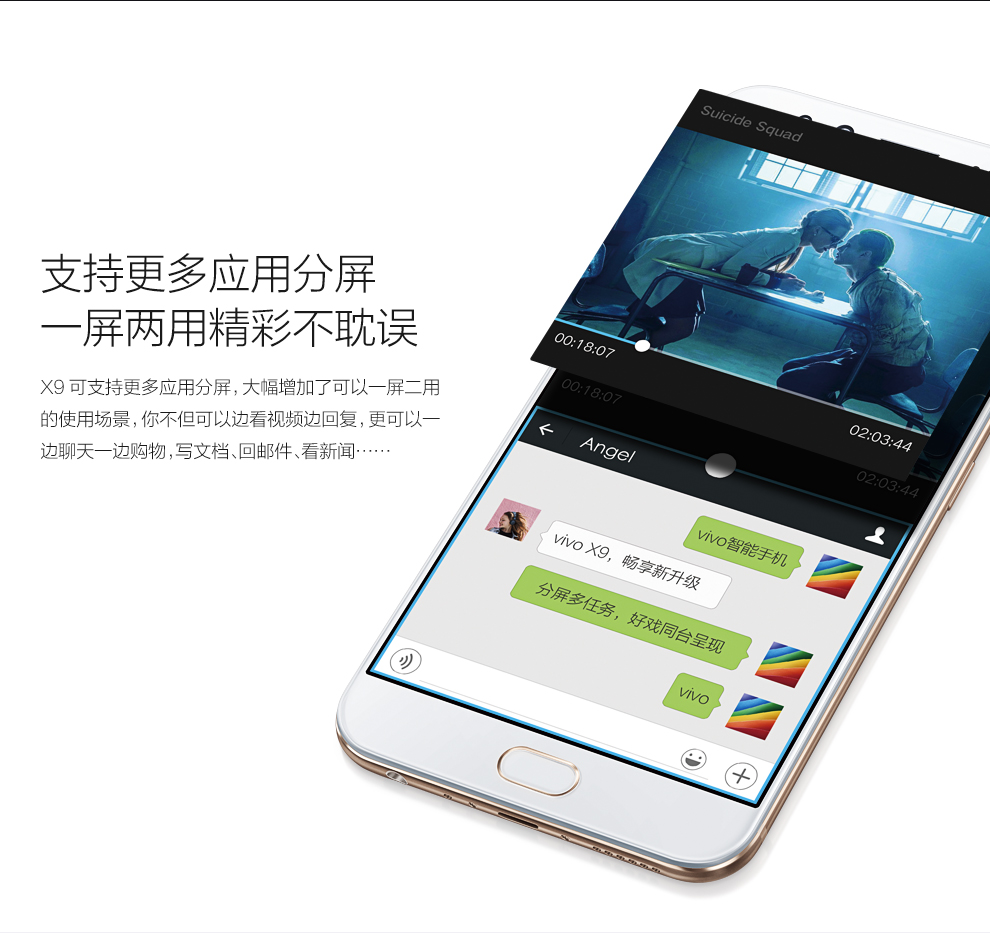 支持更多应用分屏
一屏两用精彩不耽误
X9 可支持更多应用分屏，大幅增加了可以一屏二用
的使用场景，你不但可以边看视频边回复，更可以一
边聊天一边购物，写文档、回邮件、看新闻……
Suicide Squad
00:18:07
02:03:44
00:18:07
02:03:44
Angel
vivo智能手机
vivo X9，畅享新升级
分屏多任务，好戏同台呈现
vivo